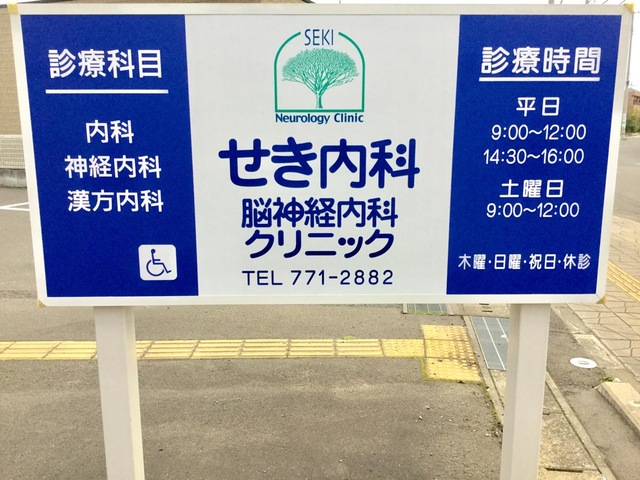 診療科目
内科
神経内科
漢方内科
SEKI
Neurology Clinic
せき内科
脳神経内科
クリニック
TEL 771-2882
診療時間
平日
9:00～12:00
14:30～16:00
土曜日
9:00～12:00
木曜・日曜・祝日・休診